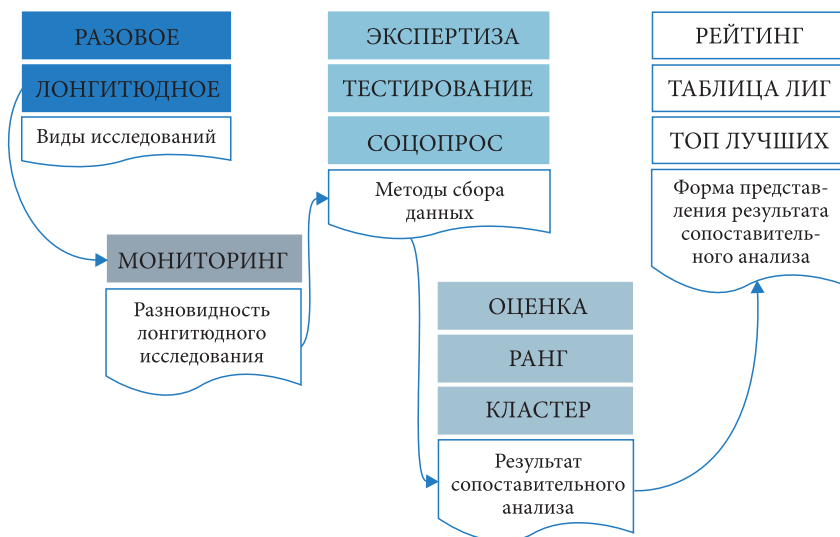 РАЗОВОЕ
ЛОНГИТЮДНОЕ
Виды исследований
МОНИТОРИНГ
Разновидность
лонгитюдного
исследования
ЭКСПЕРТИЗА
ТЕСТИРОВАНИЕ
СОЦОПРОС
Методы сбора
данных
ОЦЕНКА
РАНГ
КЛАСТЕР
Результат
сопоставительного
анализа
РЕЙТИНГ
ТАБЛИЦА ЛИГ
ТОП ЛУЧШИХ
Форма представ-
ления результата
сопоставитель-
ного анализа